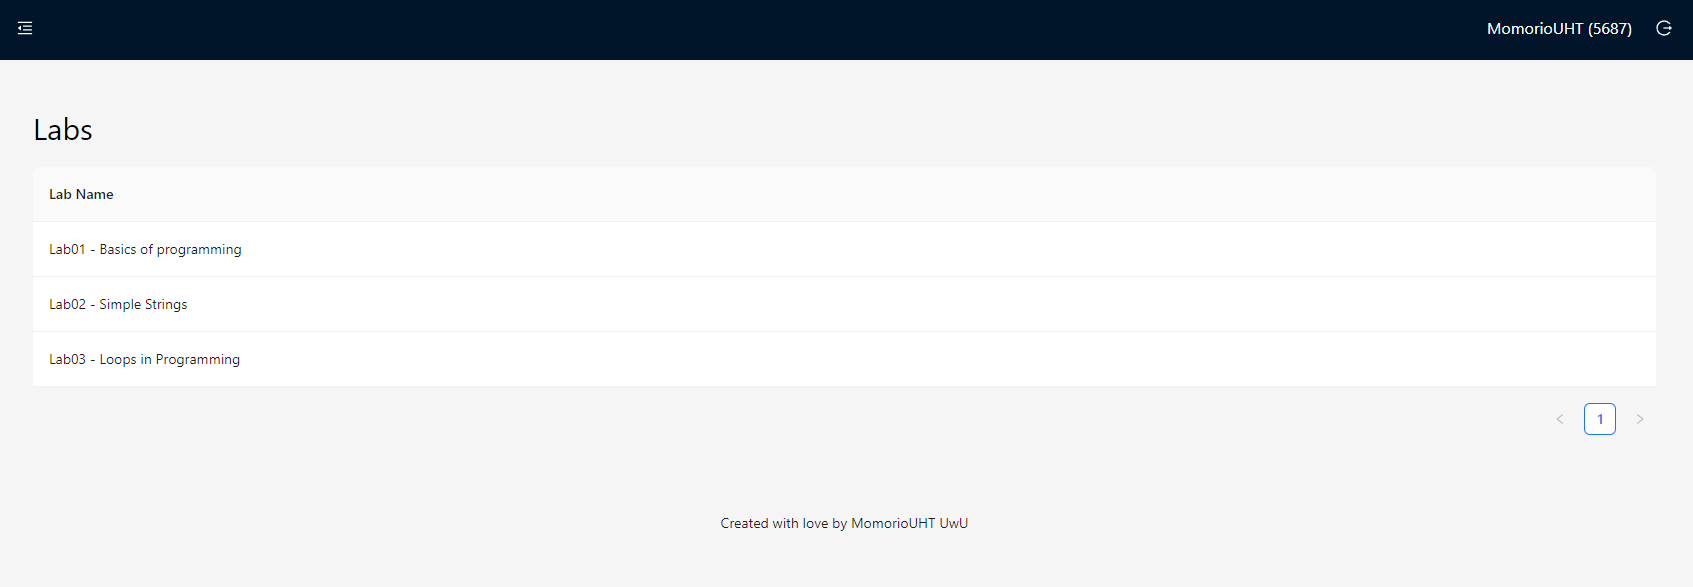 MomorioUHT (5687)
Labs
Lab Name
Lab01 - Basics of programming
Lab02 - Simple Strings
Lab03 - Loops in Programming
1
Created with love by MomorioUHT UwU